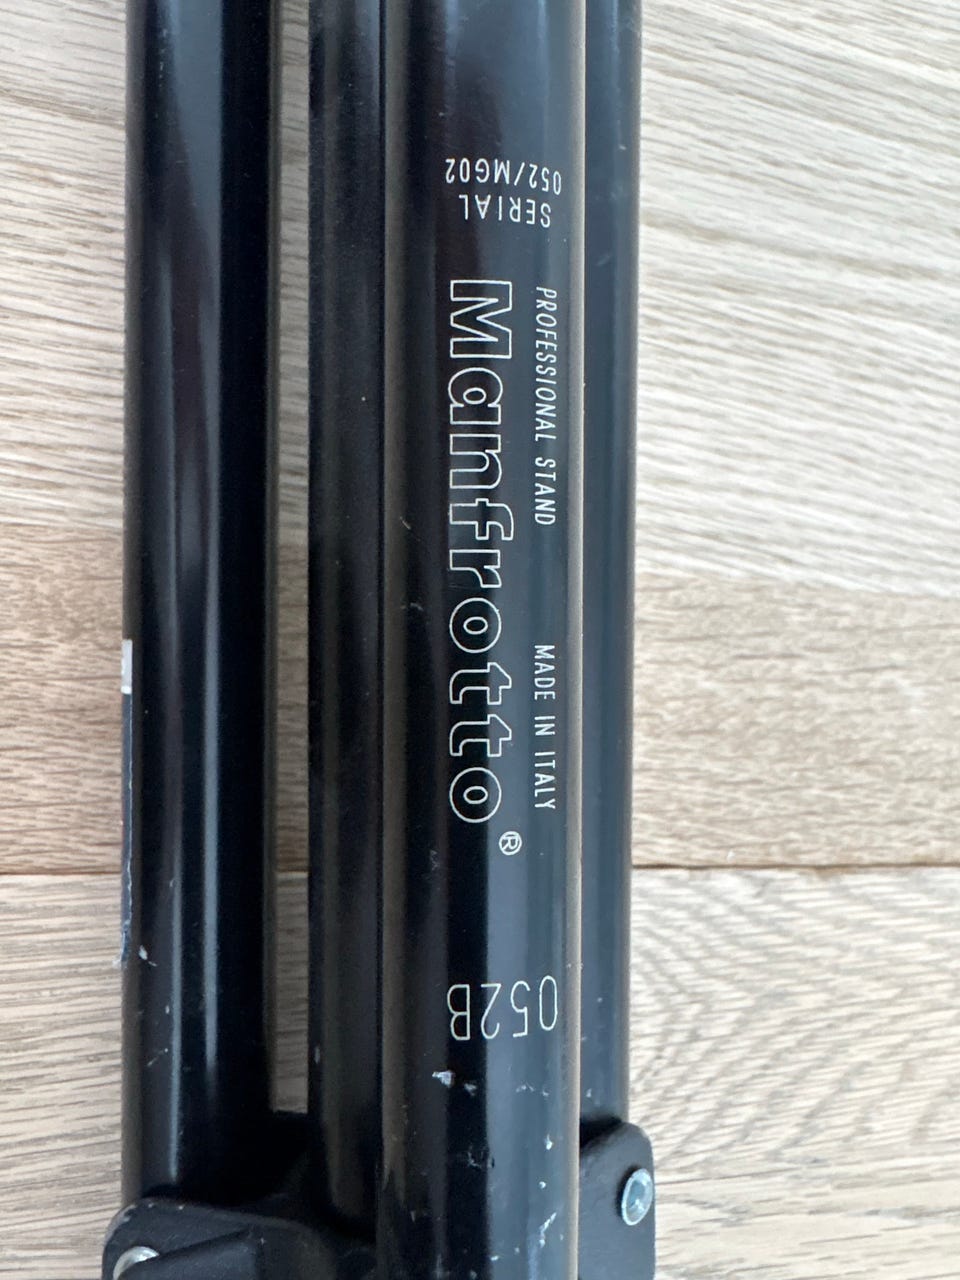 SERIAL
052/MG02
PROFESSIONAL STAND
MADE IN ITALY
Manfrotto®
052B